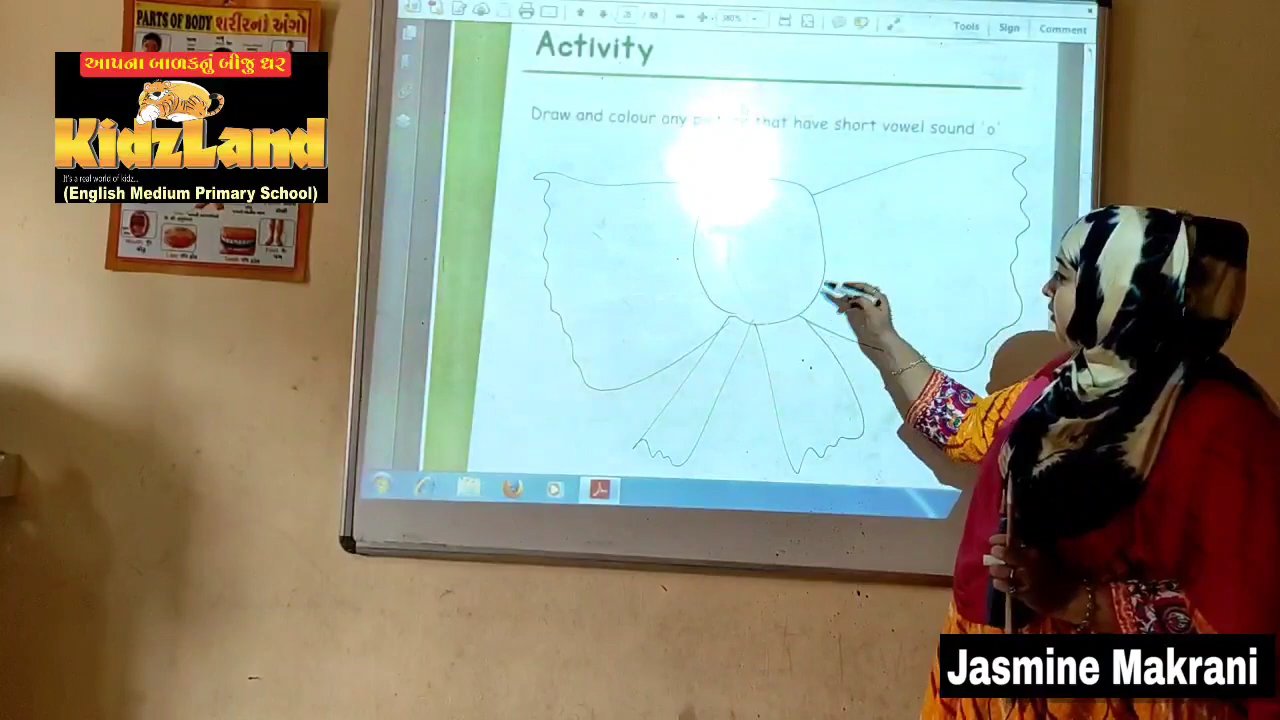 PARTS OF BODY શરીરનાં અંગો
આપના બાળકનું બીજુ ઘર
KidzLand
It's a real world of kidz...
(English Medium Primary School)
Tools Sign Comment
Activity
Draw and colour any picture that have short vowel sound 'o'
Jasmine Makrani